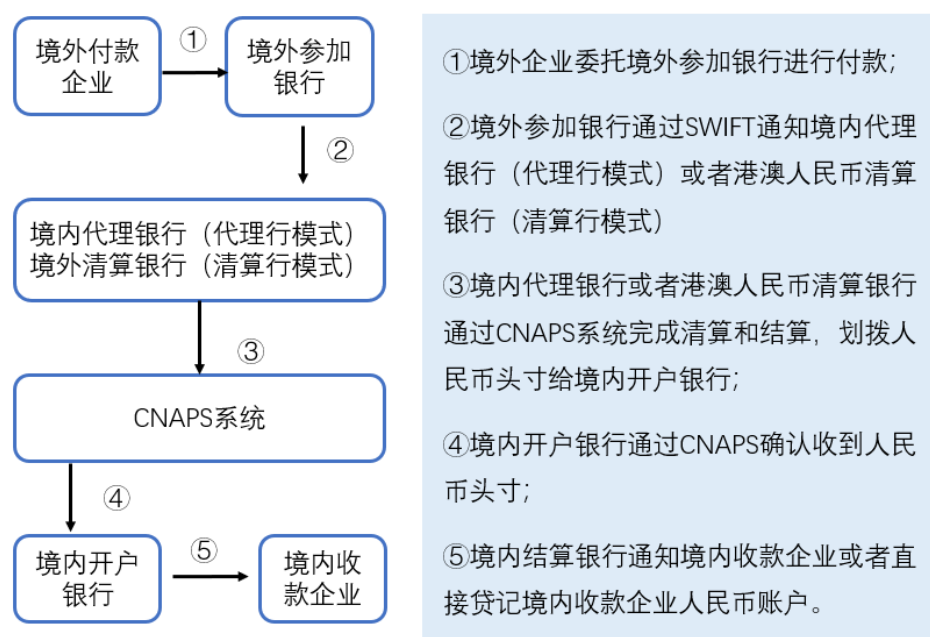 境外付款
企业
①
境外参加
银行
②
境内代理银行（代理行模式）
境外清算银行（清算行模式）
③
CNAPS系统
④
境内开户
银行
⑤
境内收
款企业
①境外企业委托境外参加银行进行付款；
②境外参加银行通过SWIFT通知境内代理
银行（代理行模式）或者港澳人民币清算
银行（清算行模式）
③境内代理银行或者港澳人民币清算银行
通过CNAPS系统完成清算和结算，划拨人
民币头寸给境内开户银行；
④境内开户银行通过CNAPS确认收到人民
币头寸；
⑤境内结算银行通知境内收款企业或者直
接贷记境内收款企业人民币账户。